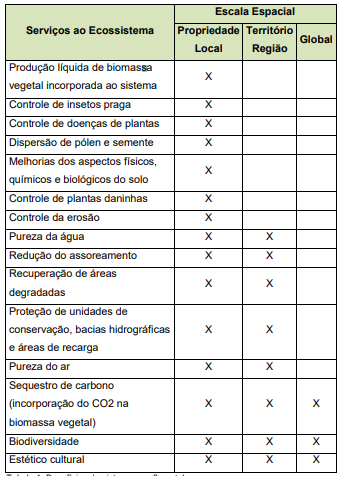 Serviços ao Ecossistema
Escala Espacial
Propriedade Local
Território Região
Global
Produção líquida de biomassa
vegetal incorporada ao sistema
X
Controle de insetos praga
X
Controle de doenças de plantas
X
Dispersão de pólen e semente
X
Melhorias dos aspectos físicos,
químicos e biológicos do solo
X
Controle de plantas daninhas
X
Controle da erosão
X
Pureza da água
X X
Redução do assoreamento
X X
Recuperação de áreas
degradadas
X X
Proteção de unidades de
conservação, bacias hidrográficas
e áreas de recarga
X X
Pureza do ar
X X
Sequestro de carbono
(incorporação do CO2 na
biomassa vegetal)
X X X
Biodiversidade
X X X
Estético cultural
X X X